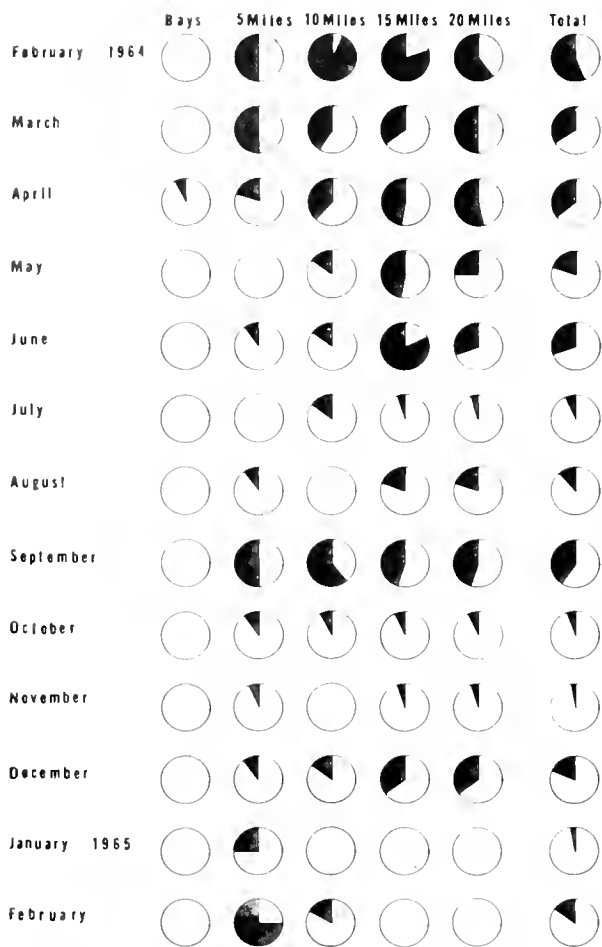 Bays 5 Miles 10 Miles 15 Miles 20 Miles Total
February 1964
March
April
May
June
July
August
September
October
November
December
January 1965
February